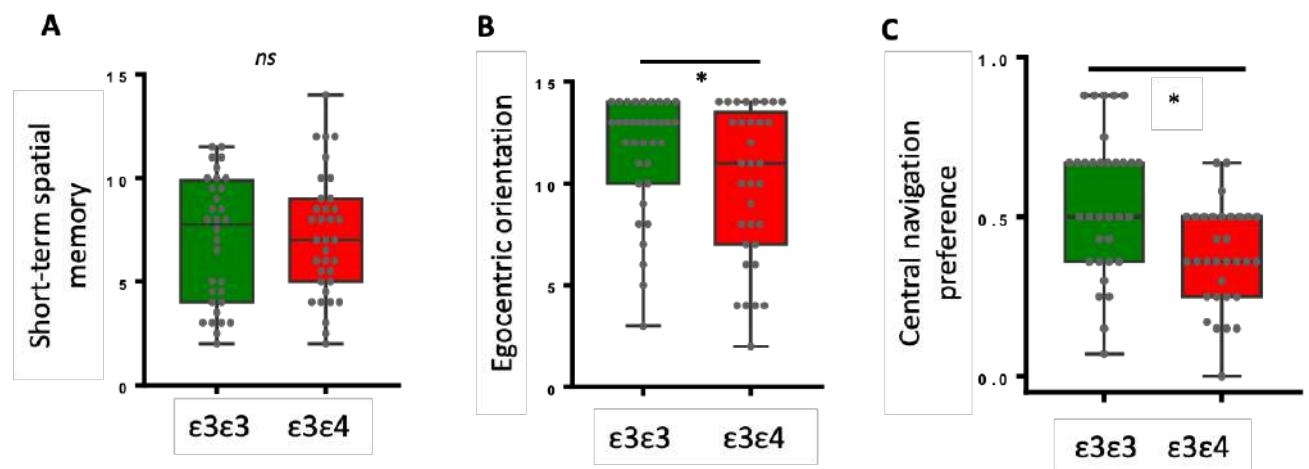 A
ns
Short-term spatial
memory
15
10
5
0
ε3ε3 ε3ε4
B
*
Egocentric orientation
15
10
5
0
ε3ε3 ε3ε4
C
*
Central navigation
preference
1.0
0.5
0.0
ε3ε3 ε3ε4